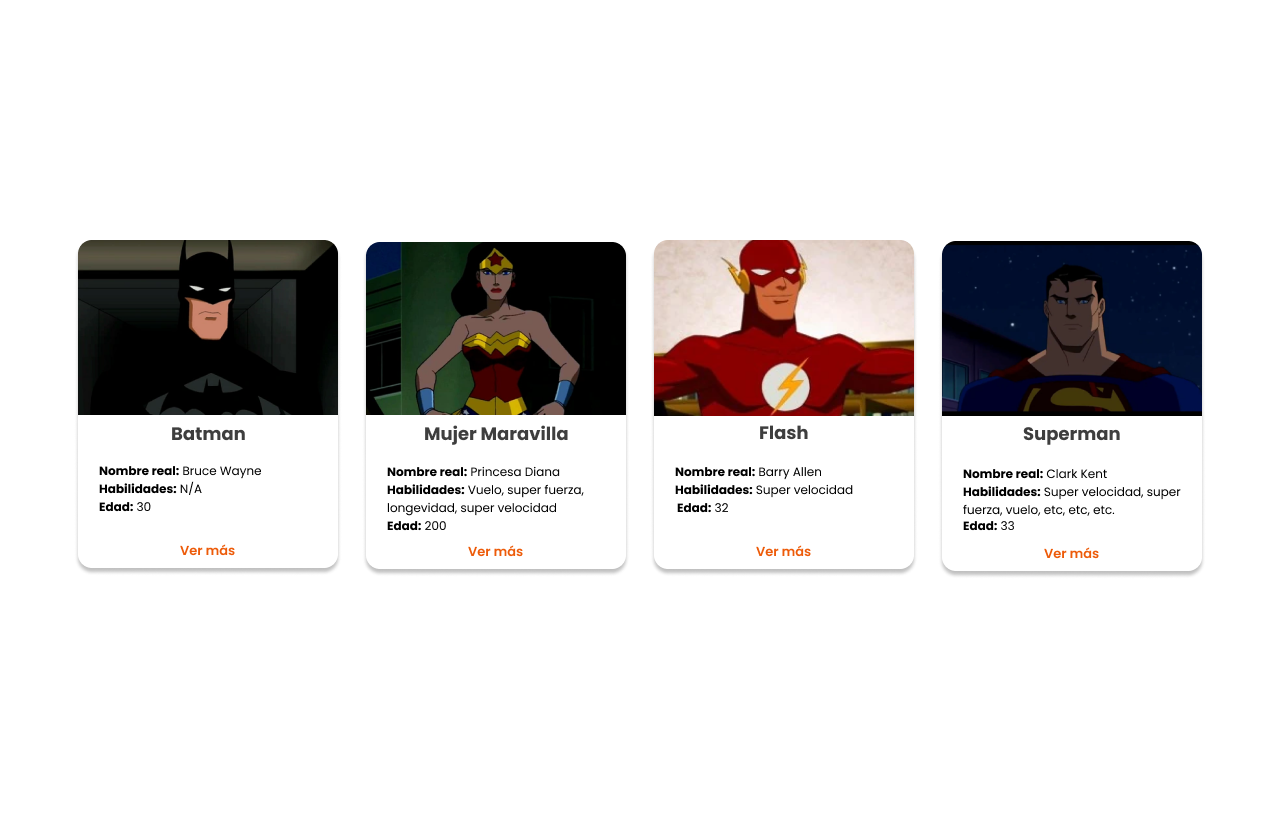 Batman
Nombre real: Bruce Wayne
Habilidades: N/A
Edad: 30
Ver más
Mujer Maravilla
Nombre real: Princesa Diana
Habilidades: Vuelo, super fuerza,
longevidad, super velocidad
Edad: 200
Ver más
Flash
Nombre real: Barry Allen
Habilidades: Super velocidad
Edad: 32
Ver más
Superman
Nombre real: Clark Kent
Habilidades: Super velocidad, super
fuerza, vuelo, etc, etc, etc.
Edad: 33
Ver más